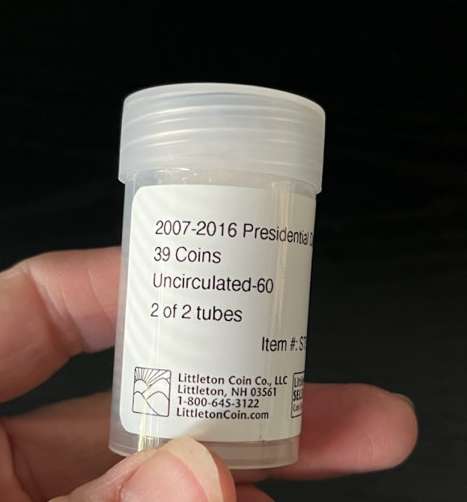 2007-2016 Presidential
39 Coins
Uncirculated-60
2 of 2 tubes
Item #: S
Littleton Coin Co., LLC
Littleton, NH 03561
1-800-645-3122
LittletonCoin.com